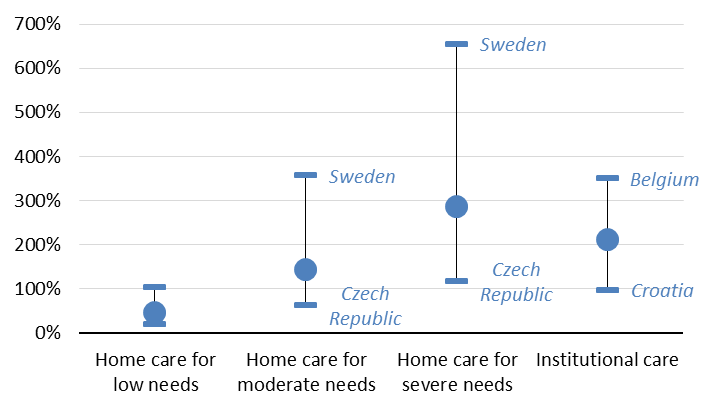 700%
600%
500%
400%
300%
200%
100%
0%
Sweden
Sweden
Belgium
Czech
Republic
Czech
Republic
Croatia
Home care for
low needs
Home care for
moderate needs
Home care for
severe needs
Institutional care